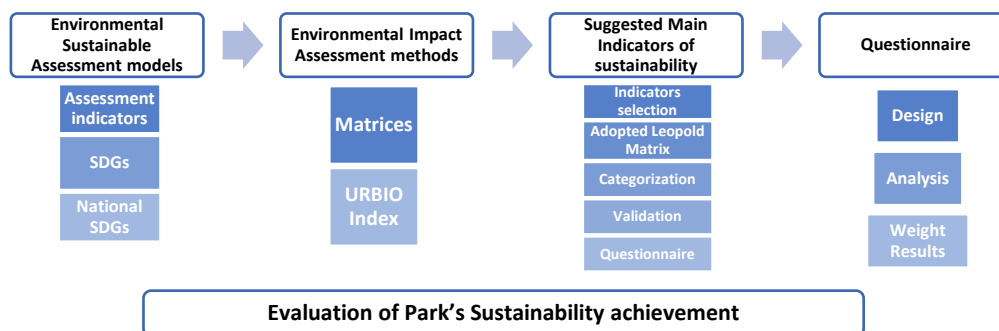 Environmental
Sustainable
Assessment models
Assessment
indicators
SDGs
National
SDGs
Environmental Impact
Assessment methods
Matrices
URBIO
Index
Suggested Main
Indicators of
sustainability
Indicators
selection
Adopted Leopold
Matrix
Categorization
Validation
Questionnaire
Questionnaire
Design
Analysis
Weight
Results
Evaluation of Park's Sustainability achievement